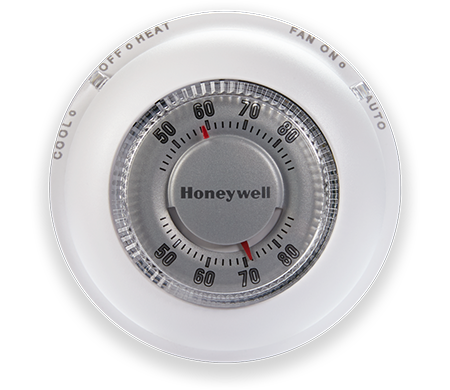 COOL OFF HEAT
FAN ON AUTO
50 60 70 80
Honeywell
50 60 70 80